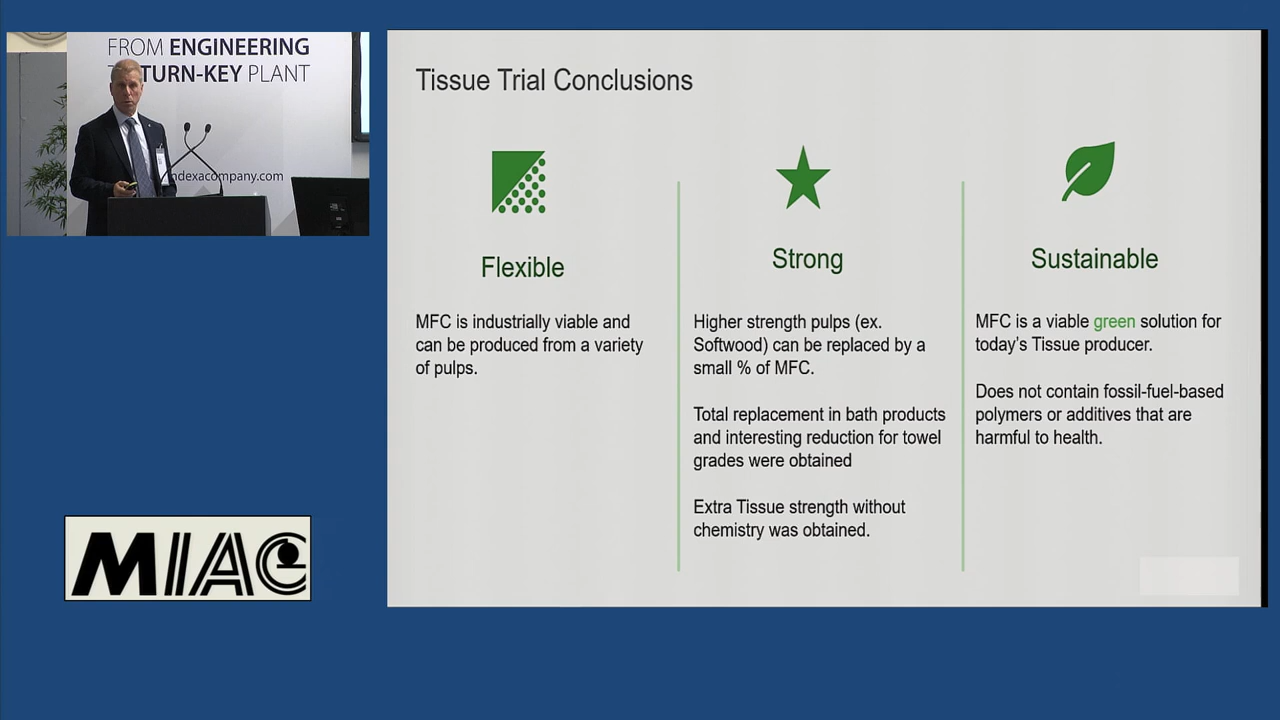 FROM ENGINEERING
TURN-KEY PLANT
ndexacompany.com
MIAC
Tissue Trial Conclusions
Flexible
MFC is industrially viable and
can be produced from a variety
of pulps.
Strong
Higher strength pulps (ex.
Softwood) can be replaced by a
small % of MFC.
Total replacement in bath products
and interesting reduction for towel
grades were obtained
Extra Tissue strength without
chemistry was obtained.
Sustainable
MFC is a viable green solution for
today's Tissue producer.
Does not contain fossil-fuel-based
polymers or additives that are
harmful to health.